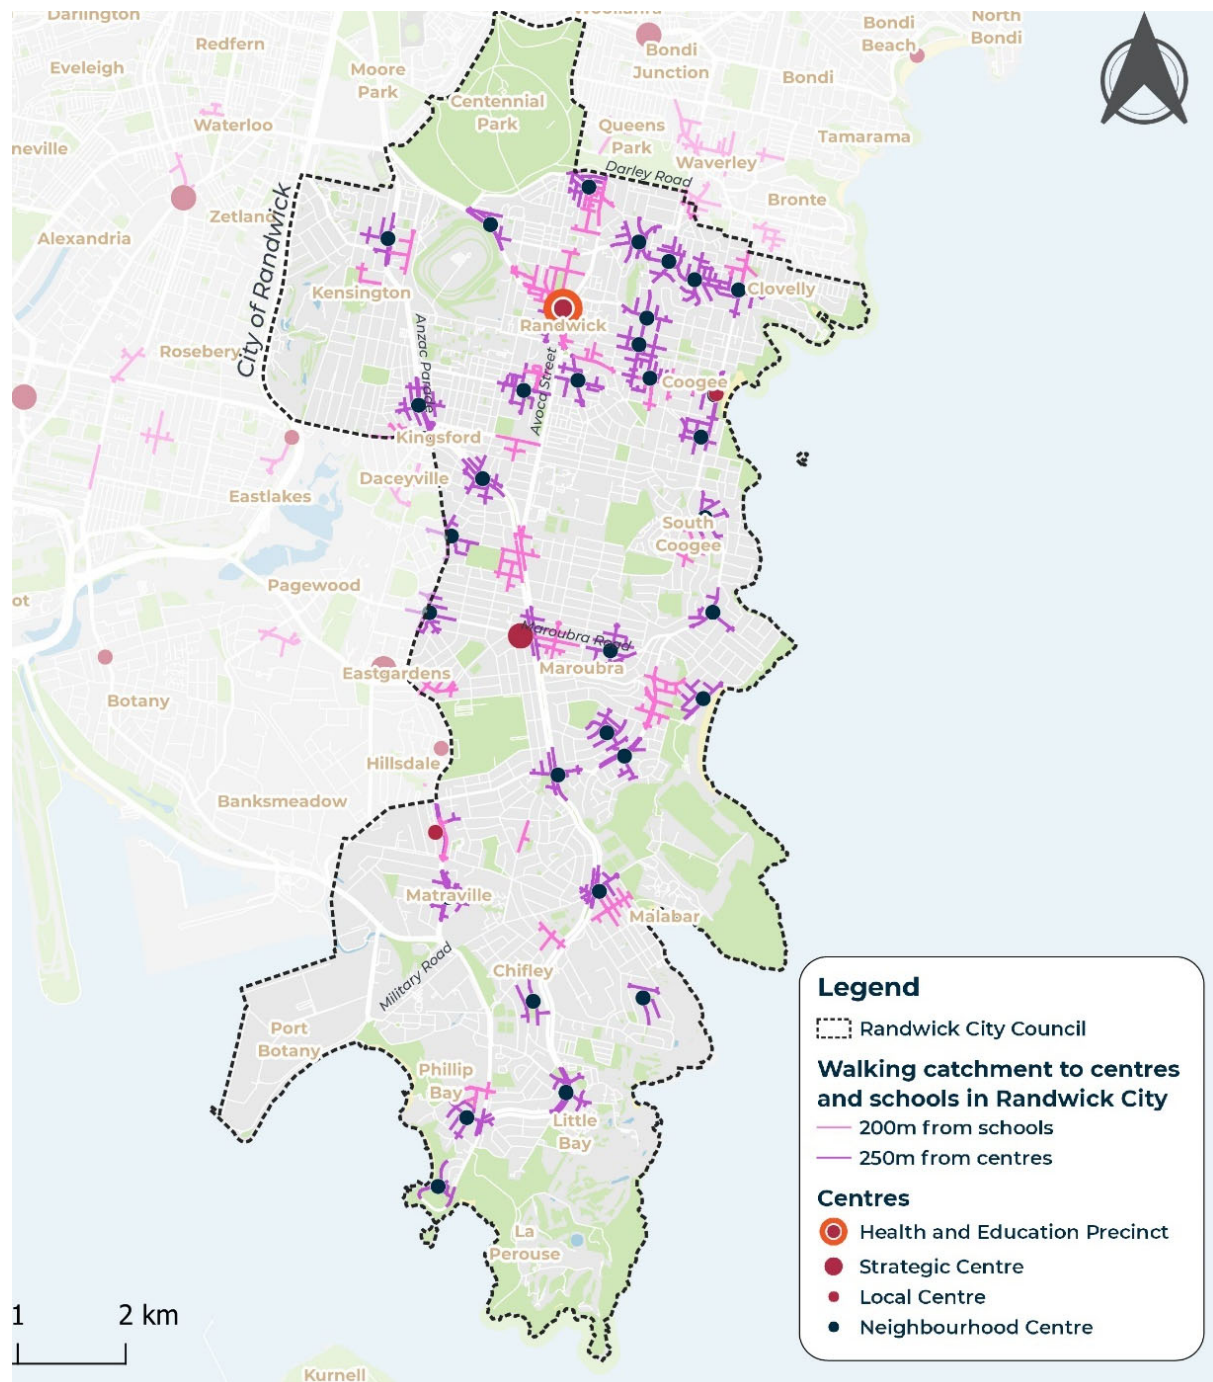 Darlington
Woollahra
North
Bondi
Bondi
Beach
Redfern
Bondi
Junction
Eveleigh
Moore
Park
Bondi
Centennial
Park
Waterloo
Queens
Park
Tamarama
neville
Waverley
Darley Road
Bronte
Zetland
Alexandria
City of Randwick
Kensington
Clovelly
Randwick
Anzac Parade
Rosebery
Avoca Street
Coogee
Kingsford
Daceyville
Eastlakes
South
Coogee
Pagewood
ot
Maroubra Road
Maroubra
Eastgardens
Botany
Hillsdale
Banksmeadow
Matraville
Malabar
Military Road
Chifley
Port
Botany
Phillip
Bay
Little
Bay
La
Perouse
Kurnell
1
2 km
Legend
Randwick City Council
Walking catchment to centres
and schools in Randwick City
200m from schools
250m from centres
Centres
Health and Education Precinct
Strategic Centre
Local Centre
Neighbourhood Centre